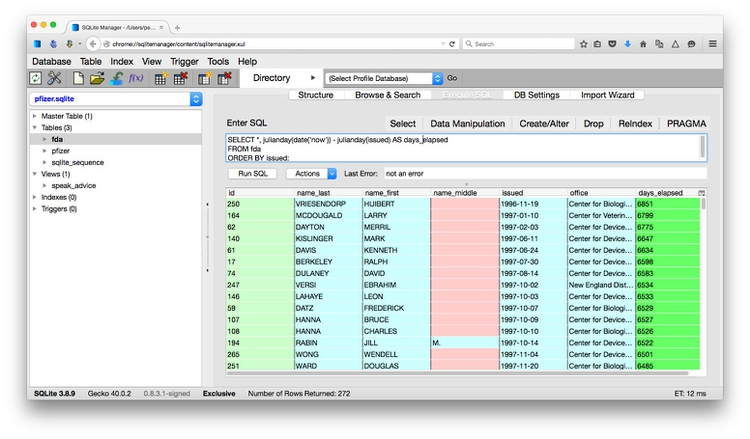 SQLite Manager - /Users/pe...
chrome://sqlitemanager/content/sqlitemanager.xul
Search
Database Table Index View Trigger Tools Help
f(x) Directory (Select Profile Database) Go
pfizer.sqlite
Master Table (1)
Tables (3)
fda
pfizer
sqlite_sequence
Views (1)
speak_advice
Indexes (0)
Triggers (0)
Structure Browse & Search Execute SQL DB Settings Import Wizard
Enter SQL Select Data Manipulation Create/Alter Drop ReIndex PRAGMA
SELECT *, julianday(date('now')) - julianday(issued) AS days_elapsed
FROM fda
ORDER BY issued;
Run SQL Actions Last Error: not an error
id name_last name_first name_middle issued office days_elapsed
250 VRIESENDORP HUIBERT 1996-11-19 Center for Biologi... 6851
164 MCDOUGALD LARRY 1997-01-10 Center for Veterin... 6799
62 DAYTON MERRIL 1997-02-03 Center for Device... 6775
140 KISLINGER MARK 1997-06-11 Center for Device... 6647
61 DAVIS KENNETH 1997-06-24 Center for Device... 6634
17 BERKELEY RALPH 1997-07-30 Center for Device... 6598
74 DULANEY DAVID 1997-08-14 Center for Device... 6583
247 VERSI EBRAHIM 1997-10-02 New England Dist... 6534
146 LAHAYE LEON 1997-10-03 Center for Device... 6533
59 DATZ FREDERICK 1997-10-07 Center for Biologi... 6529
107 HANNA BRUCE 1997-10-09 Center for Device... 6527
108 HANNA CHARLES 1997-10-10 Center for Biologi... 6526
194 RABIN JILL M. 1997-10-14 Center for Device... 6522
265 WONG WENDELL 1997-11-04 Center for Device... 6501
251 WARD DOUGLAS 1997-11-20 Center for Biologi... 6485
SQLite 3.8.9 Gecko 40.0.2 0.8.3.1-signed Exclusive Number of Rows Returned: 272 ET: 12 ms